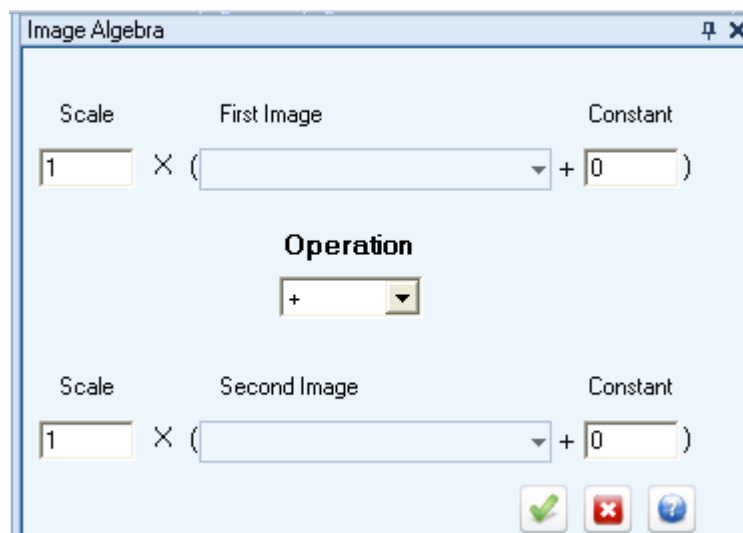 Image Algebra
Scale First Image Constant
1 X ( + 0 )
Operation
+
Scale Second Image Constant
1 X ( + 0 )
?